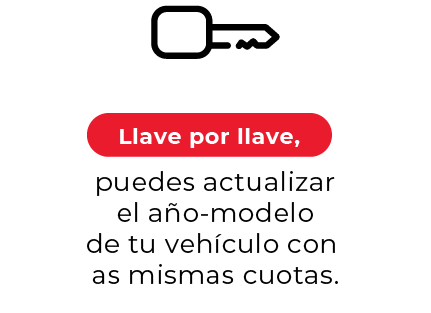 Llave por llave,
puedes actualizar
el año-modelo
de tu vehículo con
as mismas cuotas.